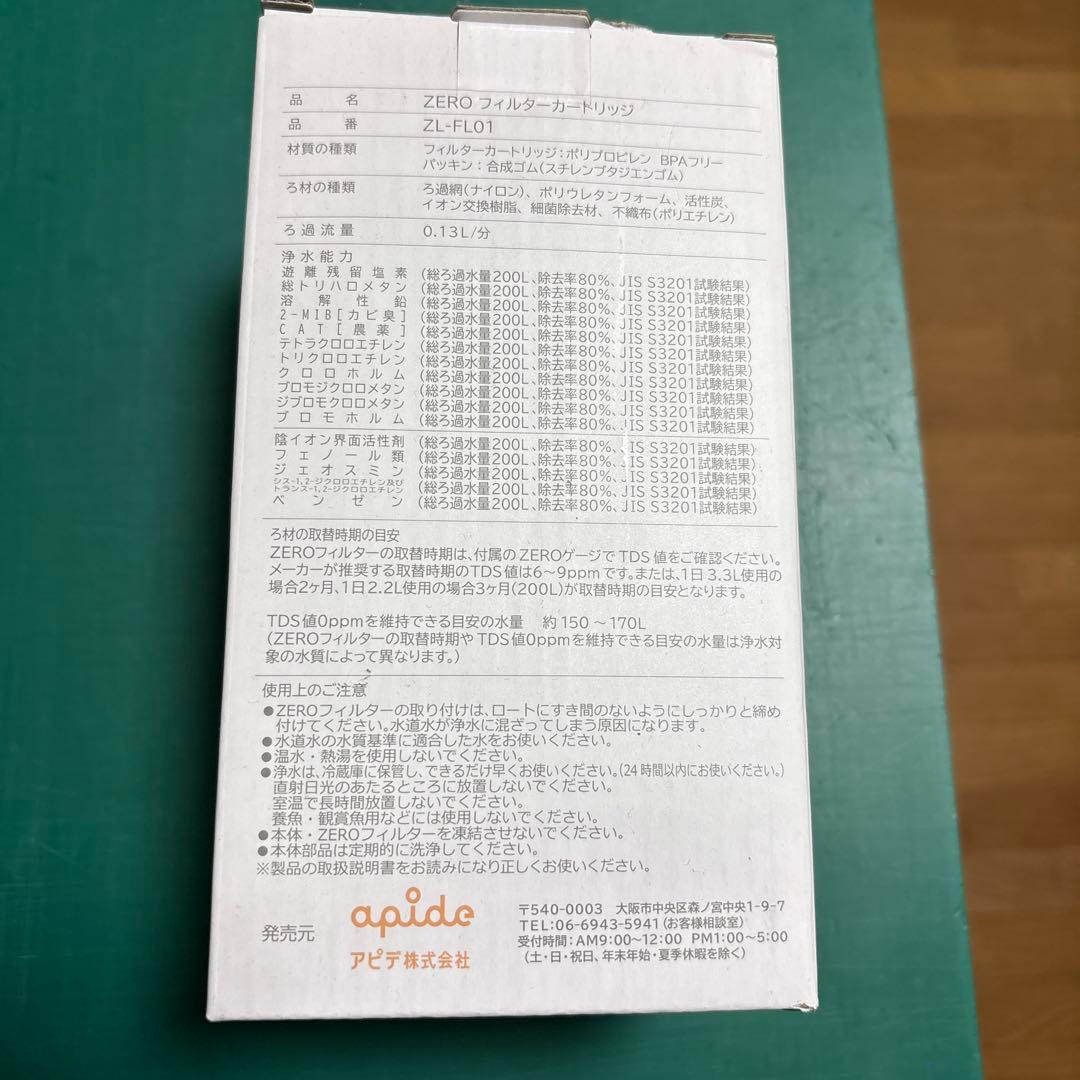 品名 ZERO フィルターカートリッジ
品番 ZL-FL01
材質の種類 フィルターカートリッジ：ポリプロピレン BPAフリー
パッキン：合成ゴム(スチレンブタジエンゴム)
ろ材の種類 ろ過網(ナイロン)、ポリウレタンフォーム、活性炭、
イオン交換樹脂、細菌除去材、不織布(ポリエチレン)
ろ過流量 0.13L/分
浄水能力
遊離残留塩素 (総ろ過水量200L、除去率80%、JIS S3201試験結果)
総トリハロメタン (総ろ過水量200L、除去率80%、JIS S3201試験結果)
溶解性鉛 (総ろ過水量200L、除去率80%、JIS S3201試験結果)
2-MIB[カビ臭] (総ろ過水量200L、除去率80%、JIS S3201試験結果)
CAT[農薬] (総ろ過水量200L、除去率80%、JIS S3201試験結果)
テトラクロロエチレン (総ろ過水量200L、除去率80%、JIS S3201試験結果)
トリクロロエチレン (総ろ過水量200L、除去率80%、JIS S3201試験結果)
クロロホルム (総ろ過水量200L、除去率80%、JIS S3201試験結果)
ブロモジクロロメタン (総ろ過水量200L、除去率80%、JIS S3201試験結果)
ジブロモクロロメタン (総ろ過水量200L、除去率80%、JIS S3201試験結果)
ブロモホルム (総ろ過水量200L、除去率80%、JIS S3201試験結果)
陰イオン界面活性剤 (総ろ過水量200L、除去率80%、JIS S3201試験結果)
フェノール類 (総ろ過水量200L、除去率80%、JIS S3201試験結果)
ジェオスミン (総ろ過水量200L、除去率80%、JIS S3201試験結果)
シス-1,2-ジクロロエチレン及び
トランス-1,2-ジクロロエチレン (総ろ過水量200L、除去率80%、JIS S3201試験結果)
ベンゼン (総ろ過水量200L、除去率80%、JIS S3201試験結果)
ろ材の取替時期の目安
ZEROフィルターの取替時期は、付属のZEROゲージでTDS値をご確認ください。
メーカーが推奨する取替時期のTDS値は6～9ppmです。または、1日3.3L使用の
場合2ヶ月、1日2.2L使用の場合3ヶ月(200L)が取替時期の目安となります。
TDS値0ppmを維持できる目安の水量 約150～170L
(ZEROフィルターの取替時期やTDS値0ppmを維持できる目安の水量は浄水対
象の水質によって異なります。)
使用上のご注意
●ZEROフィルターの取り付けは、ロートにすき間のないようにしっかりと締め
付けてください。水道水が浄水に混ざってしまう原因になります。
●水道水の水質基準に適合した水をお使いください。
●温水・熱湯を使用しないでください。
●浄水は、冷蔵庫に保管し、できるだけ早くお使いください。(24時間以内にお使いください。)
直射日光のあたるところに放置しないでください。
室温で長時間放置しないでください。
養魚・観賞魚用などには使用しないでください。
●本体・ZEROフィルターを凍結させないでください。
●本体部品は定期的に洗浄してください。
※製品の取扱説明書をお読みになり正しくお使いください。
発売元
apide
アピデ株式会社
〒540-0003 大阪市中央区森ノ宮中央1-9-7
TEL:06-6943-5941(お客様相談室)
受付時間：AM9:00～12:00 PM1:00～5:00
(土・日・祝日、年末年始・夏季休暇を除く)